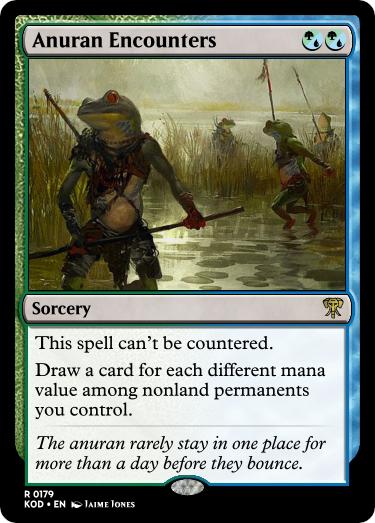 Anuran Encounters
Sorcery
This spell can't be countered.
Draw a card for each different mana
value among nonland permanents
you control.
The anuran rarely stay in one place for
more than a day before they bounce.
R 0179
KOD • EN JAIME JONES